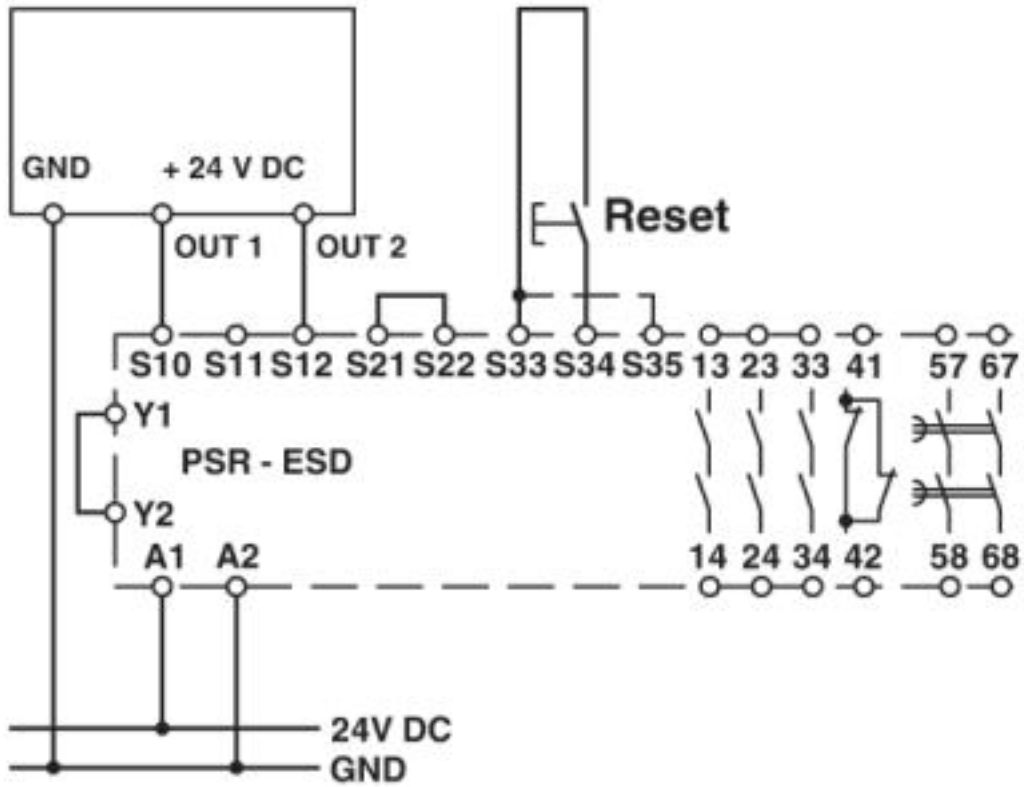 GND + 24 V DC
OUT 1 OUT 2
Reset
S10 S11 S12 S21 S22 S33 S34 S35 13 23 33 41 57 67
Y1
PSR - ESD
Y2
A1 A2 14 24 34 42 58 68
24V DC
GND